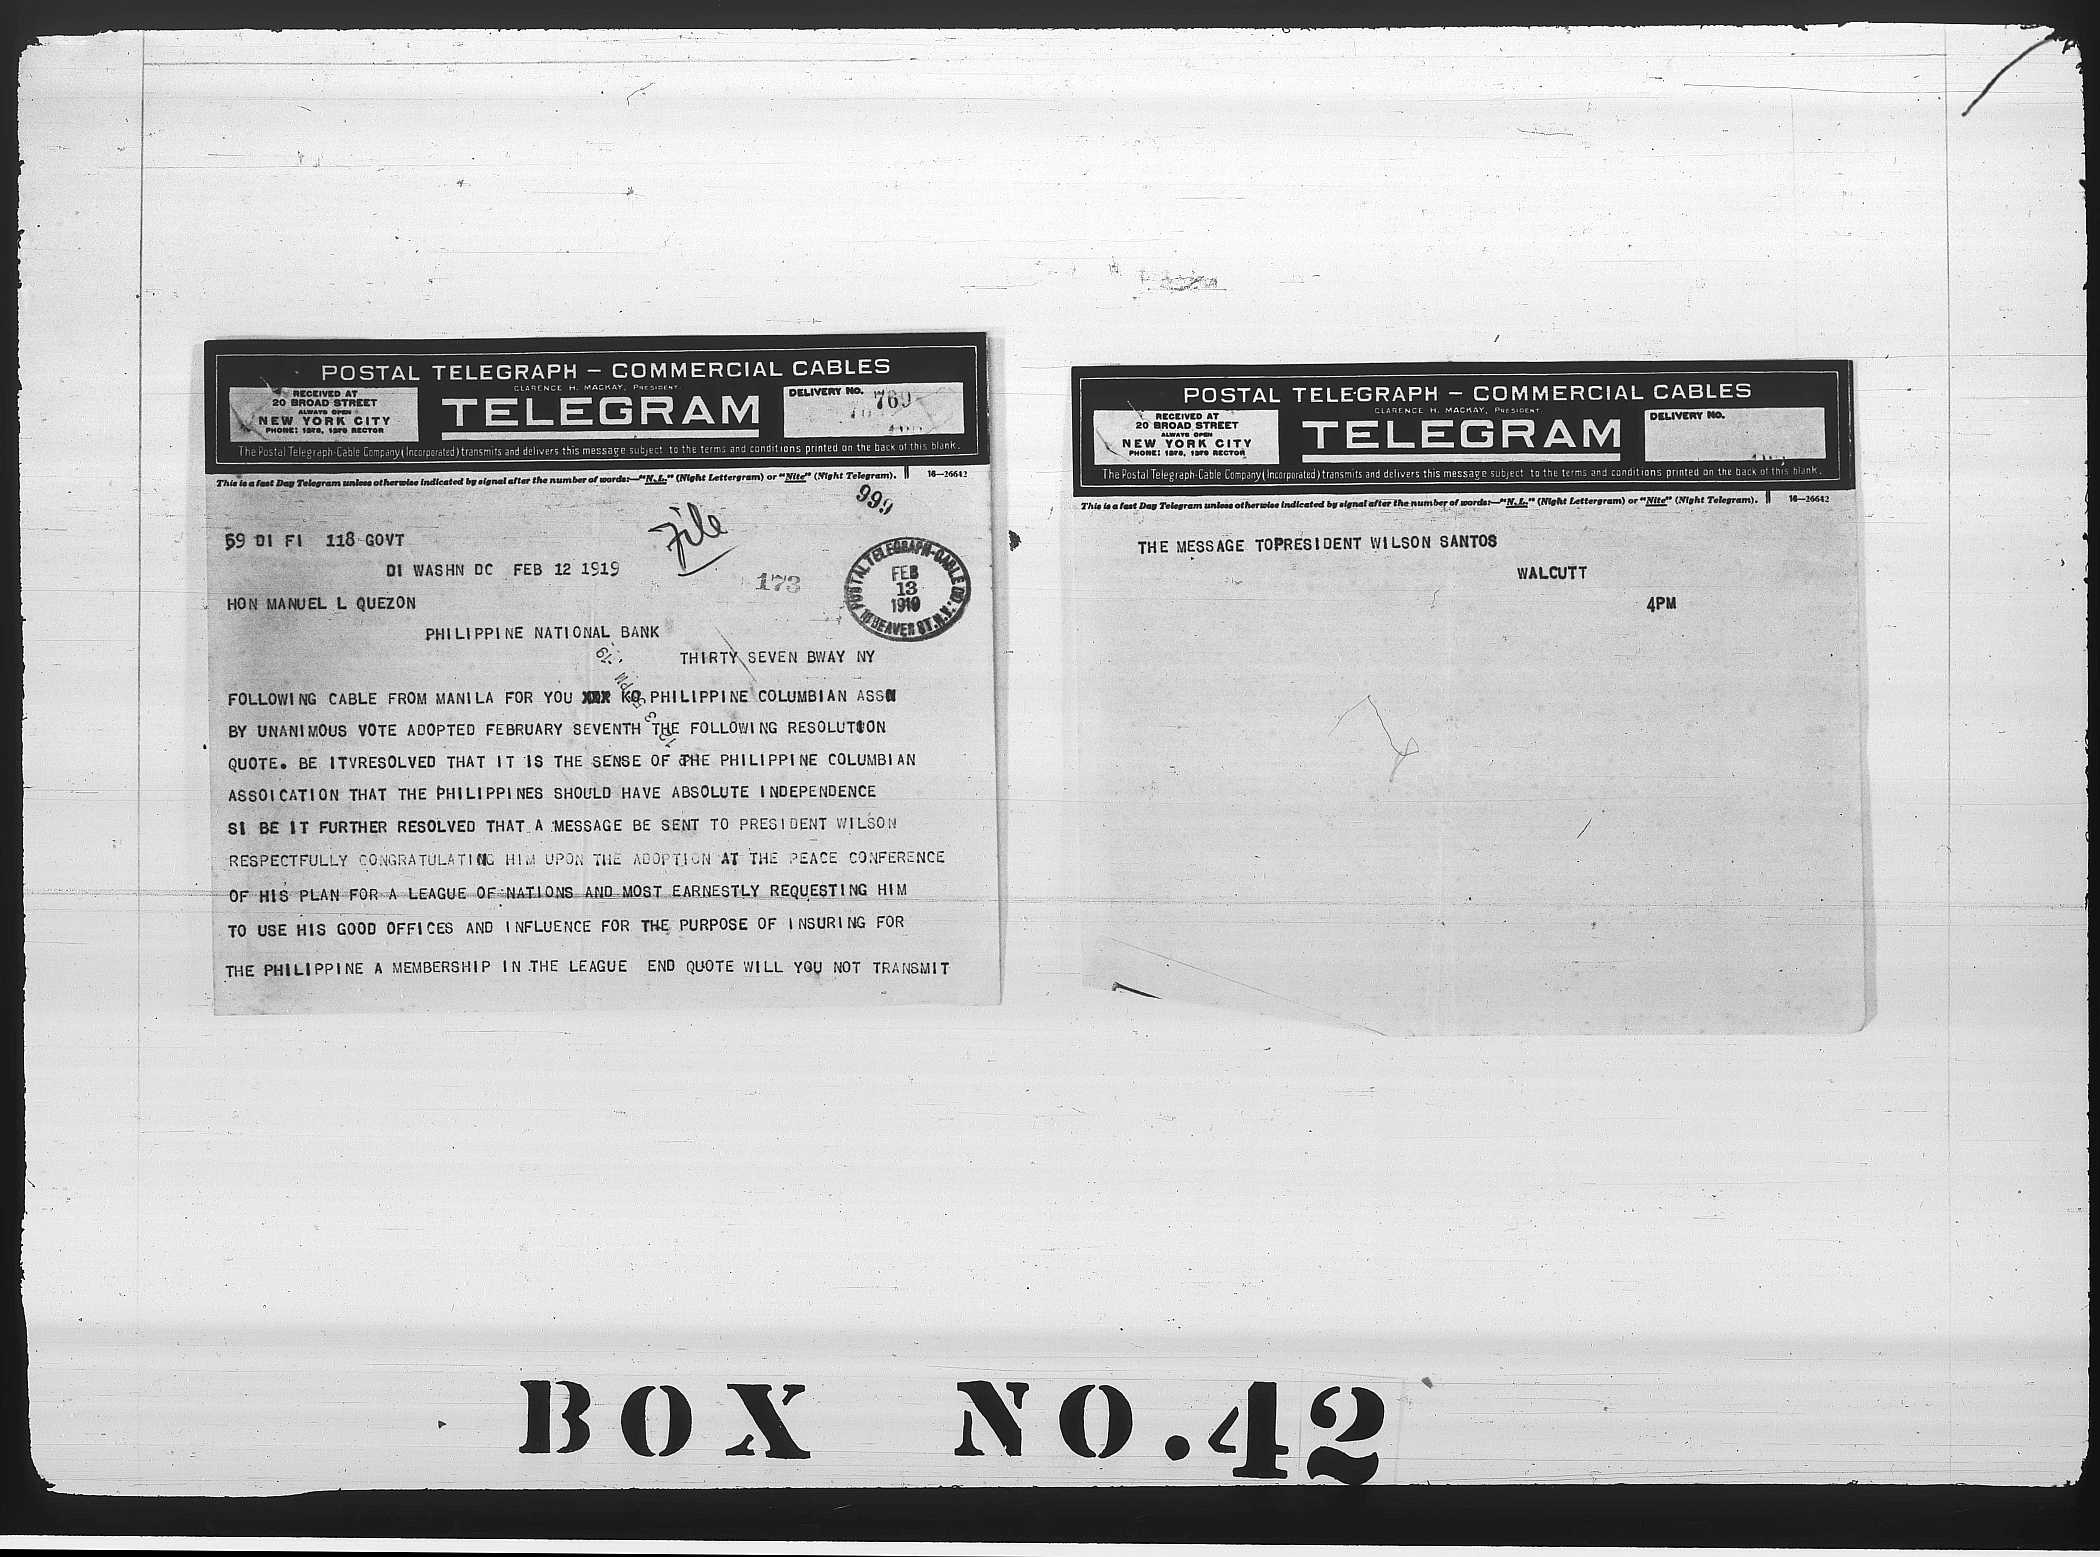 POSTAL TELEGRAPH – COMMERCIAL CABLES
CLARENCE H. MACKAY, PRESIDENT
RECEIVED AT
20 BROAD STREET
ALWAYS OPEN
NEW YORK CITY
PHONE: 1278, 1279 RECTOR
TELEGRAM
DELIVERY NO.
769
The Postal Telegraph-Cable Company (Incorporated) transmits and delivers this message subject to the terms and conditions printed on the back of this blank.
This is a fast Day Telegram unless otherwise indicated by signal after the number of words:—"N.L." (Night Lettergram) or "Nite" (Night Telegram).
16—26642
999
File
59 DI FI 118 GOVT
DI WASHN DC FEB 12 1919
173
POSTAL TELEGRAPH-CABLE CO.
FEB
13
1919
18 BEAVER ST. N.Y.
HON MANUEL L QUEZON
PHILIPPINE NATIONAL BANK
THIRTY SEVEN BWAY NY
FOLLOWING CABLE FROM MANILA FOR YOU XXX KO PHILIPPINE COLUMBIAN ASSN
BY UNANIMOUS VOTE ADOPTED FEBRUARY SEVENTH THE FOLLOWING RESOLUTION
QUOTE. BE ITVRESOLVED THAT IT IS THE SENSE OF THE PHILIPPINE COLUMBIAN
ASSOICATION THAT THE PHILIPPINES SHOULD HAVE ABSOLUTE INDEPENDENCE
SI BE IT FURTHER RESOLVED THAT A MESSAGE BE SENT TO PRESIDENT WILSON
RESPECTFULLY CONGRATULATING HIM UPON THE ADOPTION AT THE PEACE CONFERENCE
OF HIS PLAN FOR A LEAGUE OF NATIONS AND MOST EARNESTLY REQUESTING HIM
TO USE HIS GOOD OFFICES AND INFLUENCE FOR THE PURPOSE OF INSURING FOR
THE PHILIPPINE A MEMBERSHIP IN THE LEAGUE END QUOTE WILL YOU NOT TRANSMIT
POSTAL TELEGRAPH – COMMERCIAL CABLES
CLARENCE H. MACKAY, PRESIDENT
RECEIVED AT
20 BROAD STREET
ALWAYS OPEN
NEW YORK CITY
PHONE: 1278, 1279 RECTOR
TELEGRAM
DELIVERY NO.
The Postal Telegraph-Cable Company (Incorporated) transmits and delivers this message subject to the terms and conditions printed on the back of this blank.
This is a fast Day Telegram unless otherwise indicated by signal after the number of words:—"N.L." (Night Lettergram) or "Nite" (Night Telegram).
16—26642
THE MESSAGE TOPRESIDENT WILSON SANTOS
WALCUTT
4PM
BOX NO.42